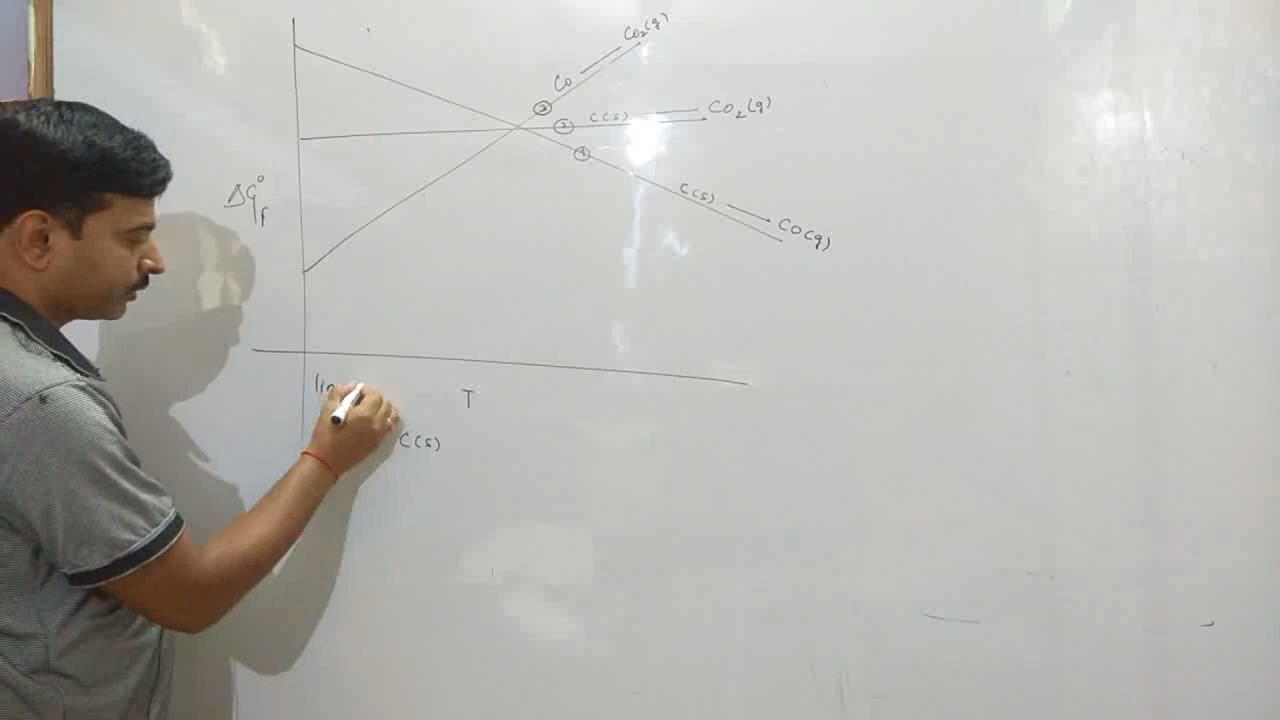 CO₂(g)
CO
③
② C(s) CO₂(g)
①
C(s)
CO(g)
ΔG°f
T
C(s)